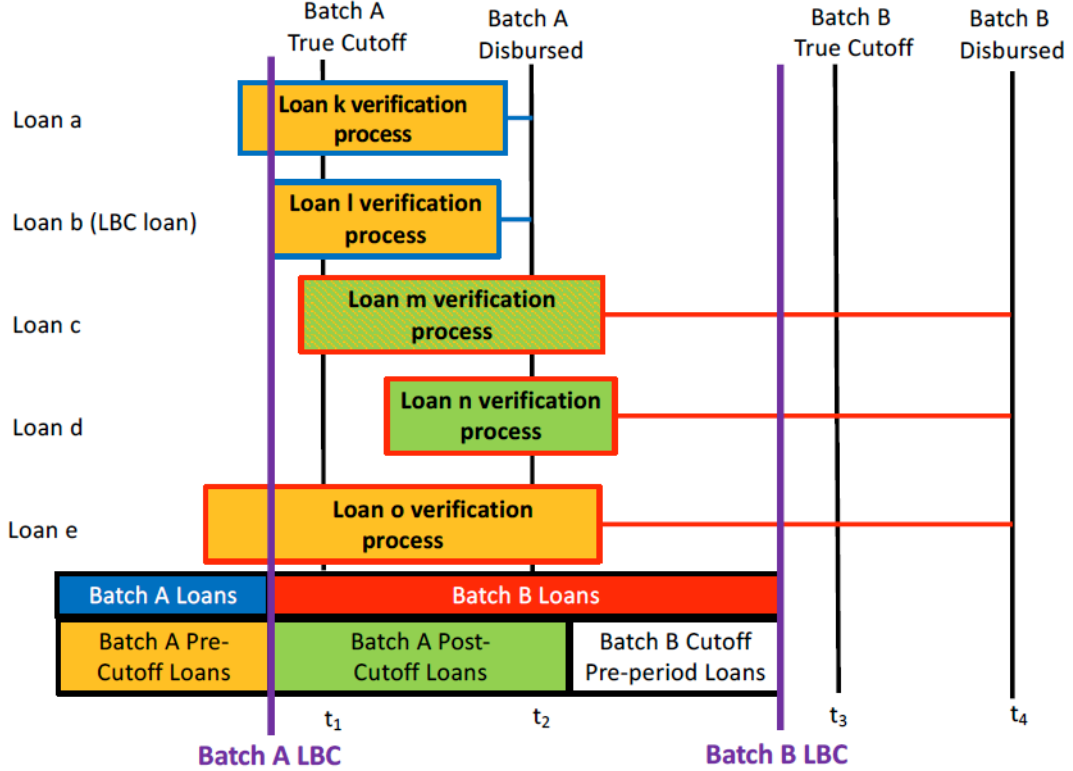 Batch A
True Cutoff
Batch A
Disbursed
Batch B
True Cutoff
Batch B
Disbursed
Loan a
Loan k verification
process
Loan b (LBC loan)
Loan l verification
process
Loan c
Loan m verification
process
Loan d
Loan n verification
process
Loan e
Loan o verification
process
Batch A Loans
Batch B Loans
Batch A Pre-
Cutoff Loans
Batch A Post-
Cutoff Loans
Batch B Cutoff
Pre-period Loans
t₁
t₂
t₃
t₄
Batch A LBC
Batch B LBC